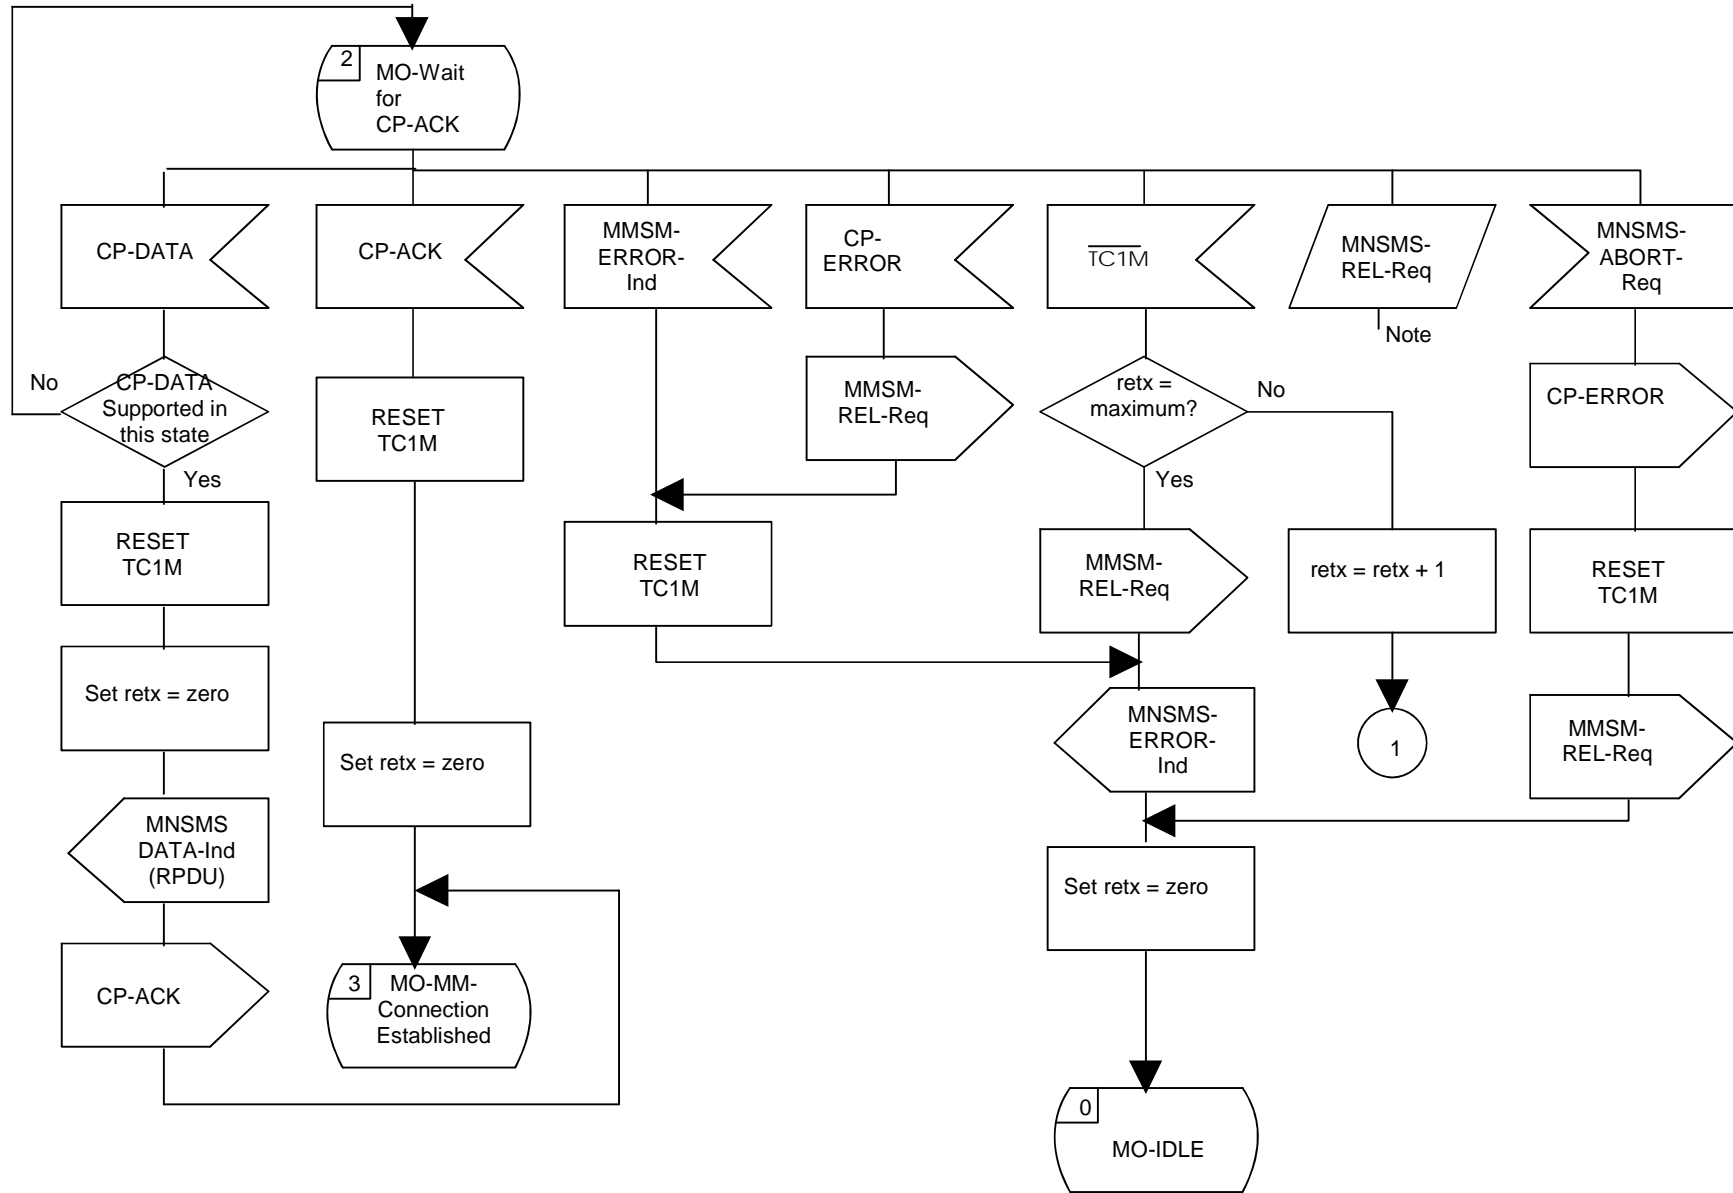 2
MO-Wait
for
CP-ACK
CP-DATA
CP-ACK
MMSM-
ERROR-
Ind
CP-
ERROR
TC1M
MNSMS-
REL-Req
Note
MNSMS-
ABORT-
Req
No
CP-DATA
Supported in
this state
Yes
RESET
TC1M
MMSM-
REL-Req
retx =
maximum?
No
Yes
CP-ERROR
RESET
TC1M
RESET
TC1M
MMSM-
REL-Req
retx = retx + 1
RESET
TC1M
Set retx = zero
Set retx = zero
MNSMS-
ERROR-
Ind
1
MMSM-
REL-Req
MNSMS
DATA-Ind
(RPDU)
Set retx = zero
CP-ACK
3
MO-MM-
Connection
Established
0
MO-IDLE